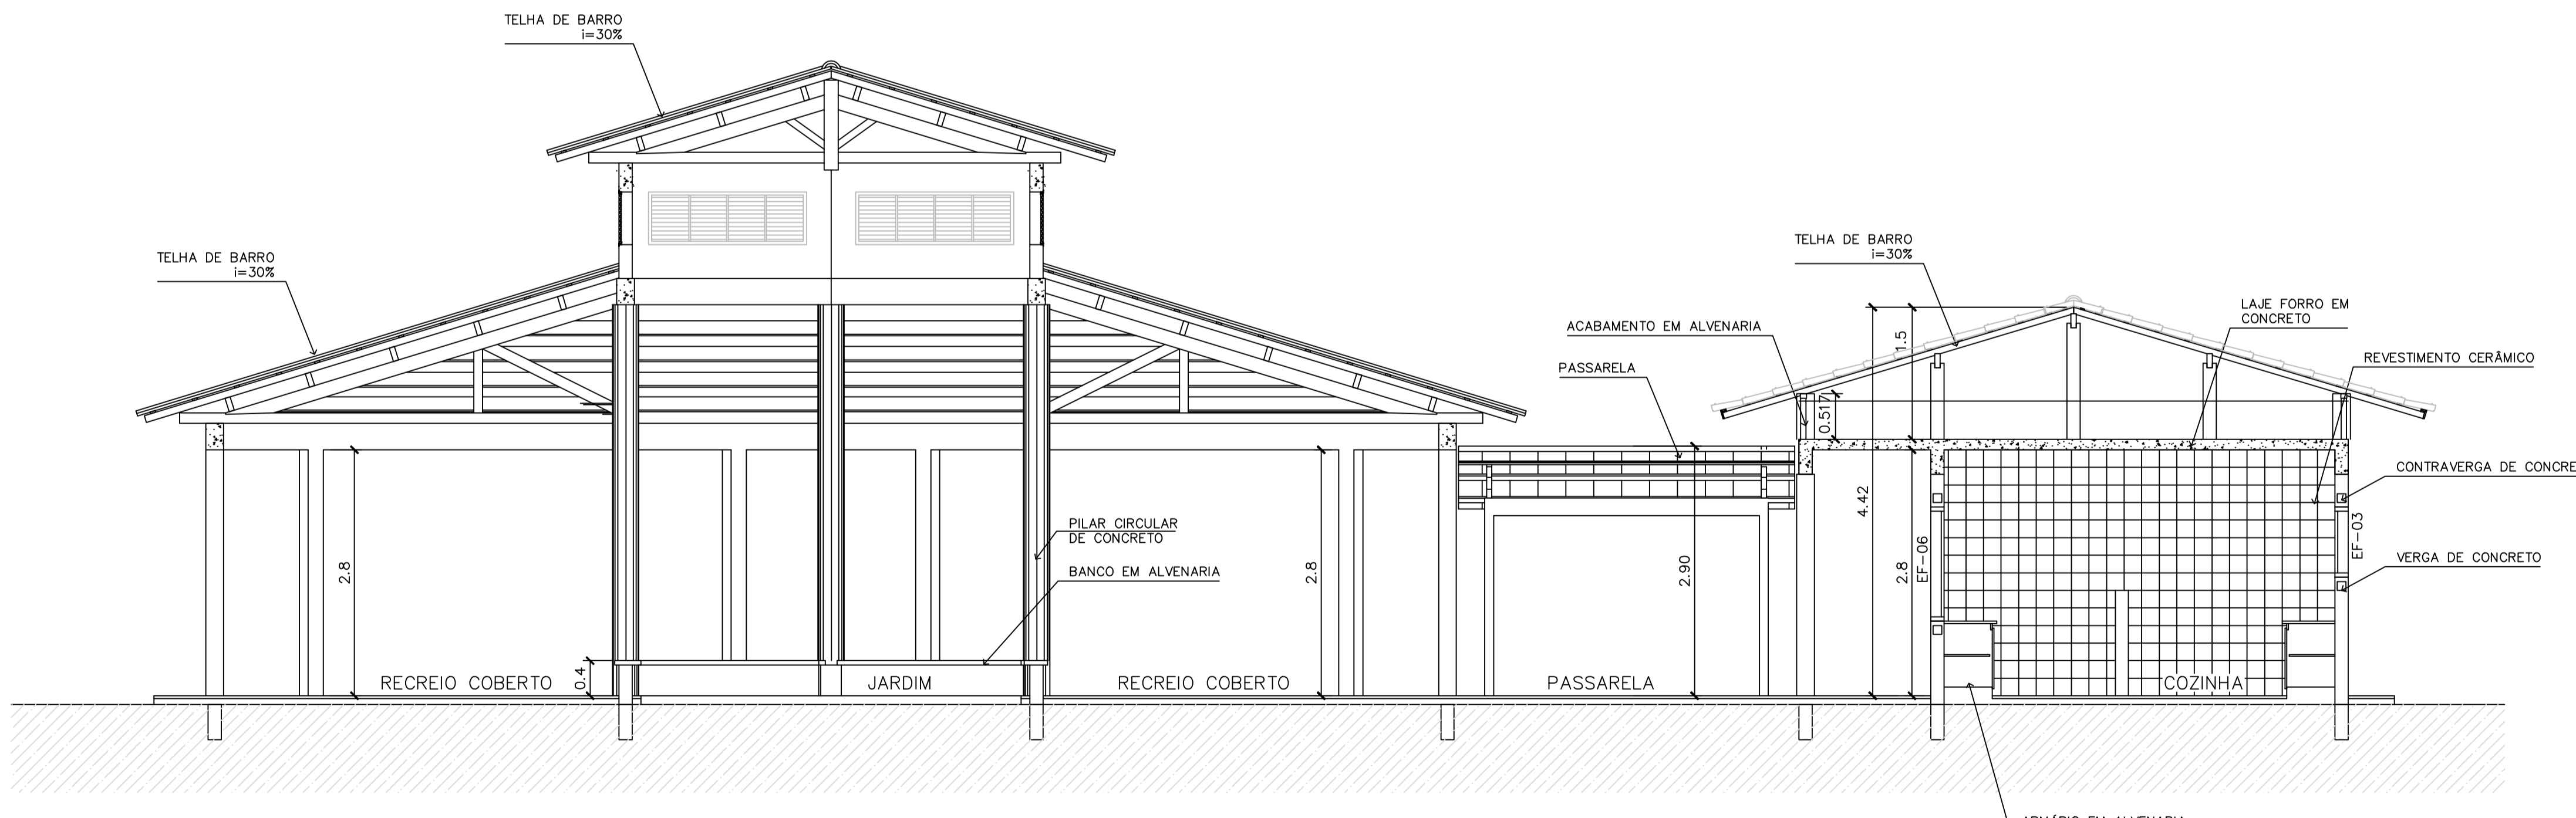 TELHA DE BARRO
i=30%
TELHA DE BARRO
i=30%
TELHA DE BARRO
i=30%
LAJE FORRO EM
CONCRETO
ACABAMENTO EM ALVENARIA
PASSARELA
REVESTIMENTO CERÂMICO
1.5
0.517
4.42
CONTRAVERGA DE CONCRE
PILAR CIRCULAR
DE CONCRETO
BANCO EM ALVENARIA
EF-03
EF-06
VERGA DE CONCRETO
2.8
2.8
2.90
2.8
0.4
RECREIO COBERTO
JARDIM
RECREIO COBERTO
PASSARELA
COZINHA
ARMÁRIO EM ALVENARIA